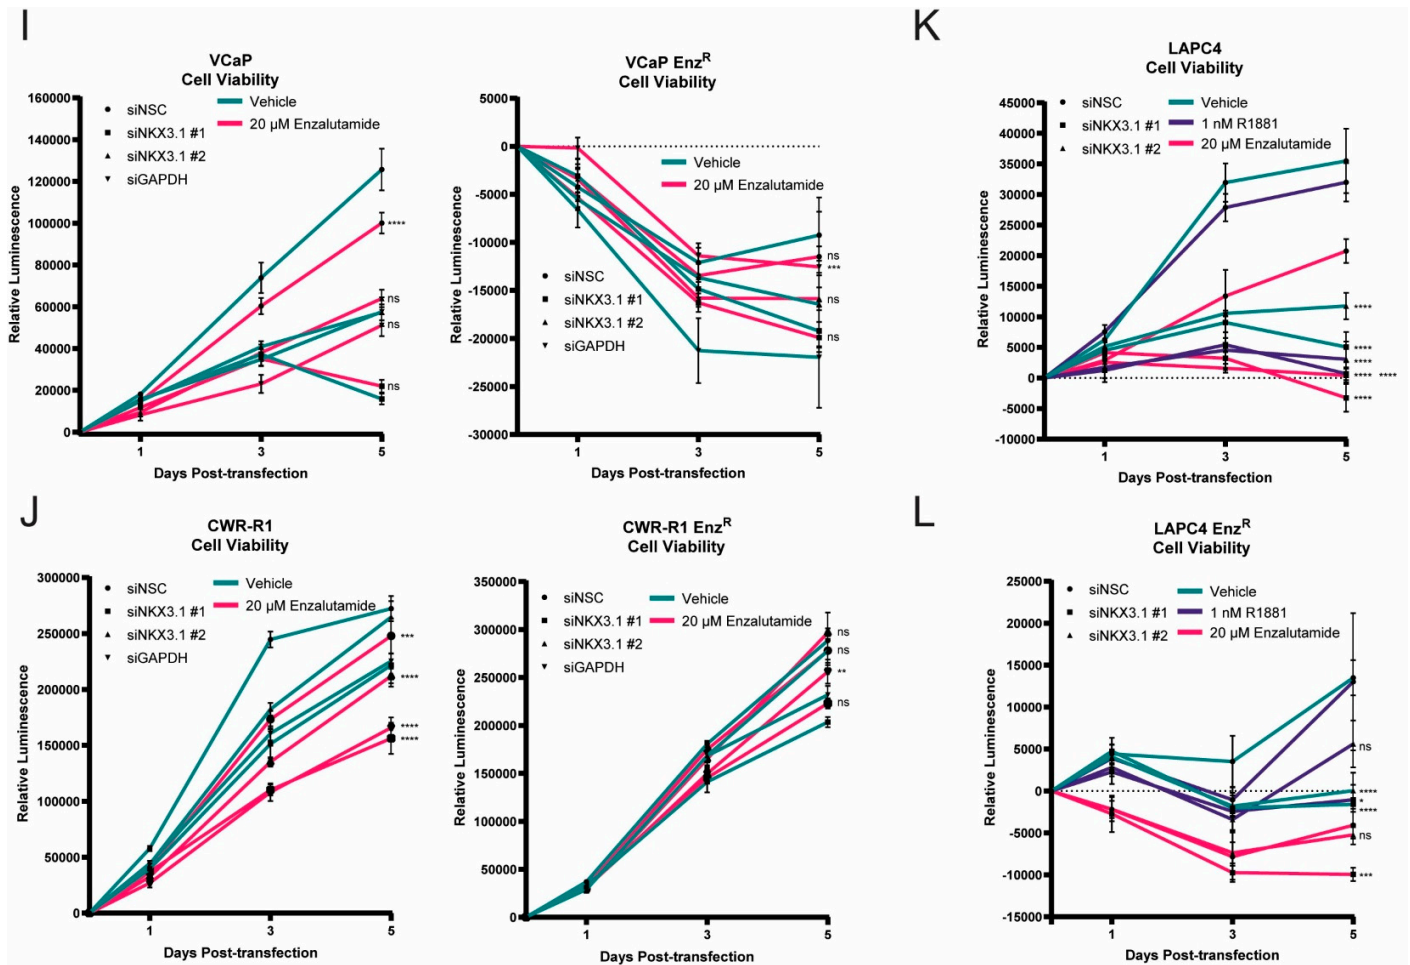 I
VCaP
Cell Viability
Relative Luminescence
160000
140000
120000
100000
80000
60000
40000
20000
0
siNSC
siNKX3.1 #1
siNKX3.1 #2
siGAPDH
Vehicle
20 µM Enzalutamide
****
ns
ns
ns
1
3
5
Days Post-transfection
VCaP Enz^R
Cell Viability
Relative Luminescence
5000
0
-5000
-10000
-15000
-20000
-25000
-30000
Vehicle
20 µM Enzalutamide
siNSC
siNKX3.1 #1
siNKX3.1 #2
siGAPDH
ns
***
ns
ns
1
3
5
Days Post-transfection
K
LAPC4
Cell Viability
Relative Luminescence
45000
40000
35000
30000
25000
20000
15000
10000
5000
0
-5000
-10000
siNSC
siNKX3.1 #1
siNKX3.1 #2
Vehicle
1 nM R1881
20 µM Enzalutamide
****
****
****
**** ****
****
1
3
5
Days Post-transfection
J
CWR-R1
Cell Viability
Relative Luminescence
300000
250000
200000
150000
100000
50000
0
siNSC
siNKX3.1 #1
siNKX3.1 #2
siGAPDH
Vehicle
20 µM Enzalutamide
***
****
****
****
1
3
5
Days Post-transfection
CWR-R1 Enz^R
Cell Viability
Relative Luminescence
350000
300000
250000
200000
150000
100000
50000
0
siNSC
siNKX3.1 #1
siNKX3.1 #2
siGAPDH
Vehicle
20 µM Enzalutamide
ns
ns
**
ns
1
3
5
Days Post-transfection
L
LAPC4 Enz^R
Cell Viability
Relative Luminescence
25000
20000
15000
10000
5000
0
-5000
-10000
-15000
siNSC
siNKX3.1 #1
siNKX3.1 #2
Vehicle
1 nM R1881
20 µM Enzalutamide
ns
****
*
****
ns
***
1
3
5
Days Post-transfection